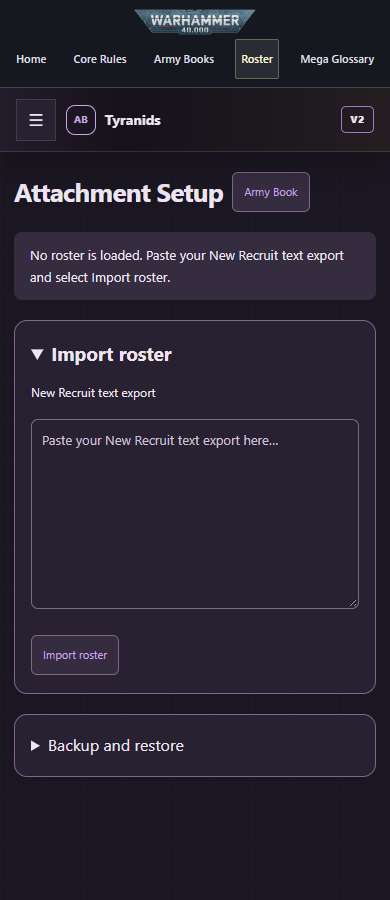 WARHAMMER
40,000
Home Core Rules Army Books Roster Mega Glossary
☰ AB Tyranids V2
Attachment Setup Army Book
No roster is loaded. Paste your New Recruit text export
and select Import roster.
▼ Import roster
New Recruit text export
Paste your New Recruit text export here...
Import roster
▶ Backup and restore